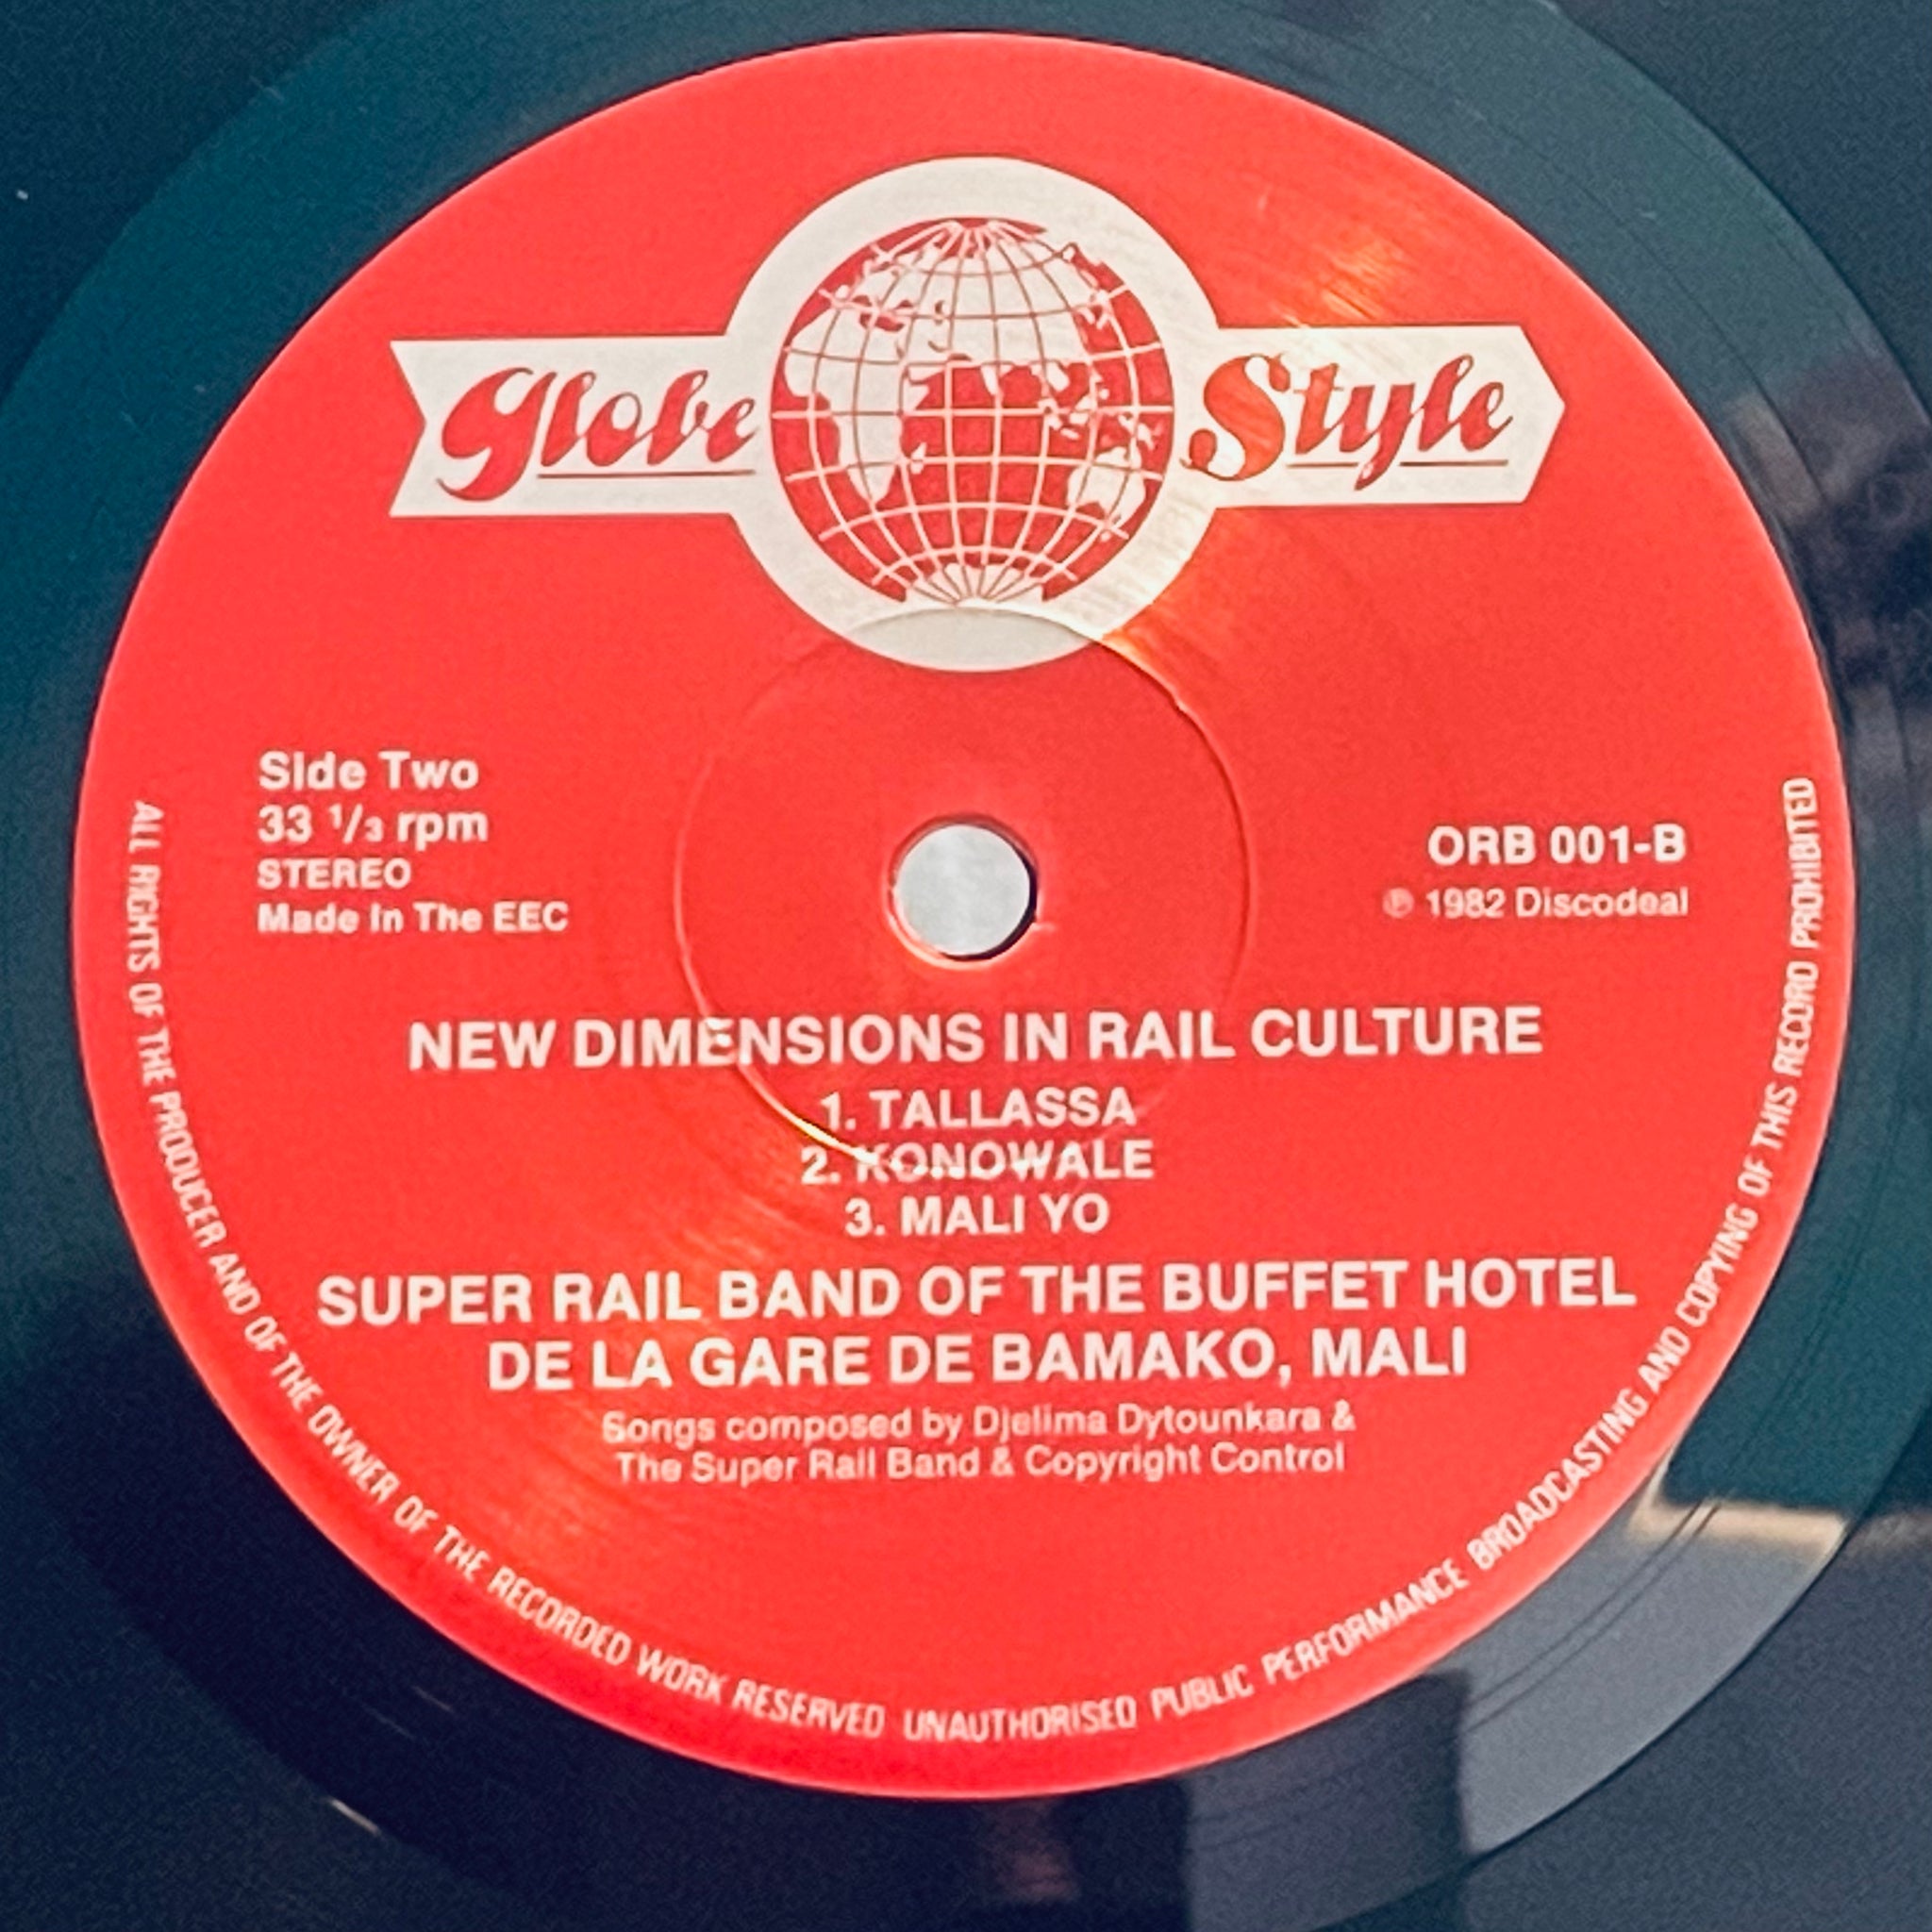 Globe Style
Side Two
33 1/3 rpm
STEREO
Made In The EEC
ORB 001-B
℗ 1982 Discodeal
NEW DIMENSIONS IN RAIL CULTURE
1. TALLASSA
2. KONOWALE
3. MALI YO
SUPER RAIL BAND OF THE BUFFET HOTEL
DE LA GARE DE BAMAKO, MALI
Songs composed by Djelima Dytounkara &
The Super Rail Band & Copyright Control
ALL RIGHTS OF THE PRODUCER AND OF THE OWNER OF THE RECORDED WORK RESERVED UNAUTHORISED PUBLIC PERFORMANCE BROADCASTING AND COPYING OF THIS RECORD PROHIBITED